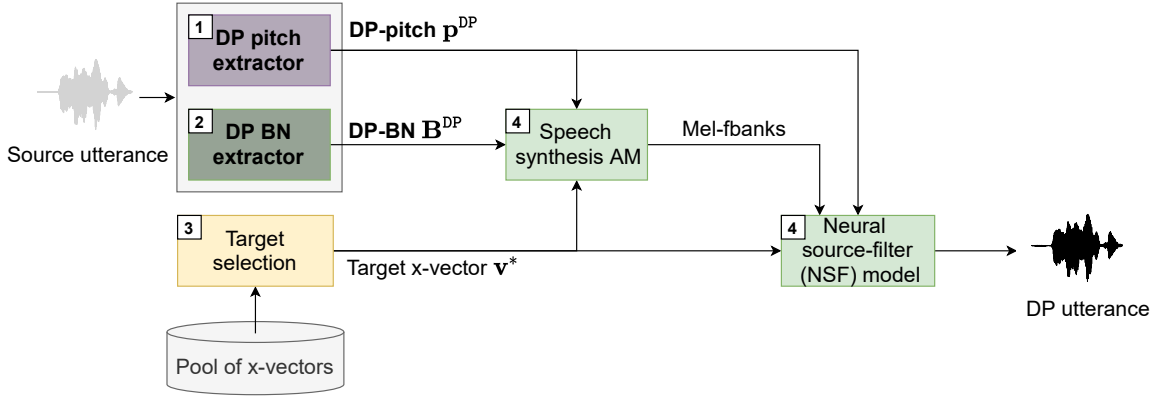 1
DP pitch
extractor
DP-pitch p^DP
Source utterance
2
DP BN
extractor
DP-BN B^DP
4
Speech
synthesis AM
Mel-fbanks
3
Target
selection
Target x-vector v*
4
Neural
source-filter
(NSF) model
DP utterance
Pool of x-vectors